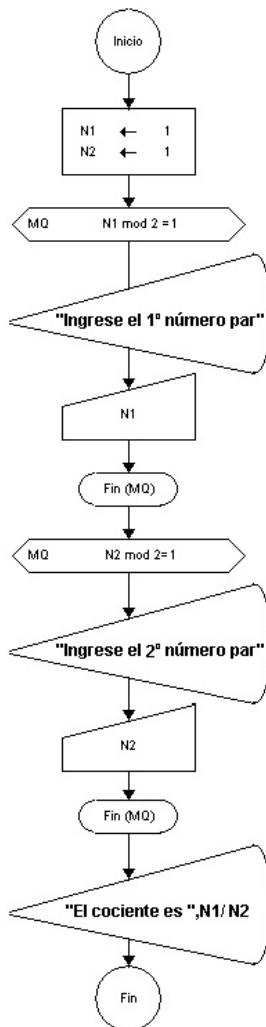 Inicio
N1 ← 1
N2 ← 1
MQ N1 mod 2 =1
"Ingrese el 1º número par"
N1
Fin (MQ)
MQ N2 mod 2=1
"Ingrese el 2º número par"
N2
Fin (MQ)
"El cociente es ",N1/ N2
Fin